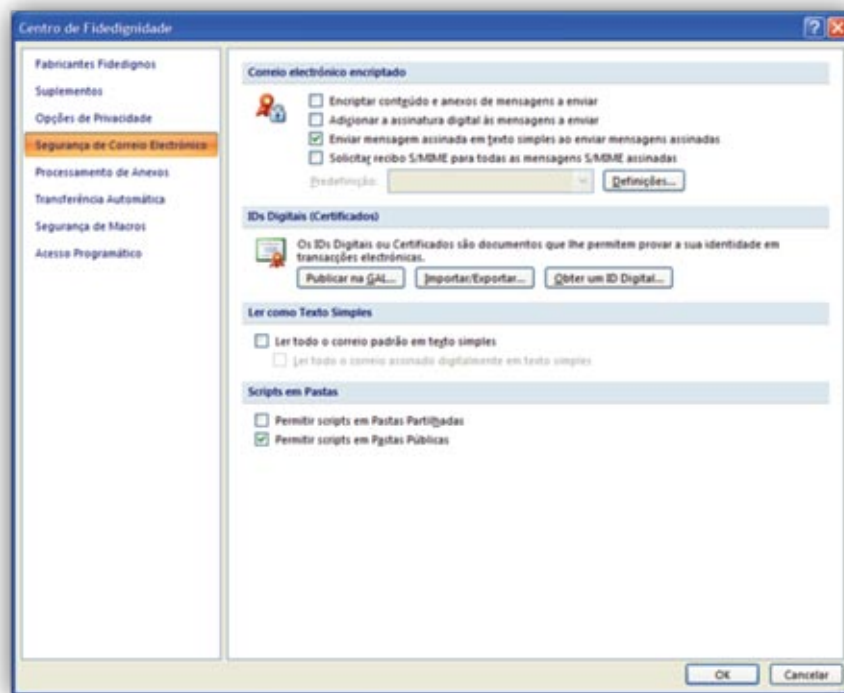 Centro de Fidedignidade
Fabricantes Fidedignos
Suplementos
Opções de Privacidade
Segurança de Correio Electrónico
Processamento de Anexos
Transferência Automática
Segurança de Macros
Acesso Programático
Correio electrónico encriptado
Encriptar conteúdo e anexos de mensagens a enviar
Adicionar a assinatura digital às mensagens a enviar
Enviar mensagem assinada em texto simples ao enviar mensagens assinadas
Solicitar recibo S/MIME para todas as mensagens S/MIME assinadas
Predefinição:
Definições...
IDs Digitais (Certificados)
Os IDs Digitais ou Certificados são documentos que lhe permitem provar a sua identidade em
transacções electrónicas.
Publicar na GAL... Importar/Exportar... Obter um ID Digital...
Ler como Texto Simples
Ler todo o correio padrão em texto simples
Ler todo o correio assinado digitalmente em texto simples
Scripts em Pastas
Permitir scripts em Pastas Partilhadas
Permitir scripts em Pastas Públicas
OK Cancelar